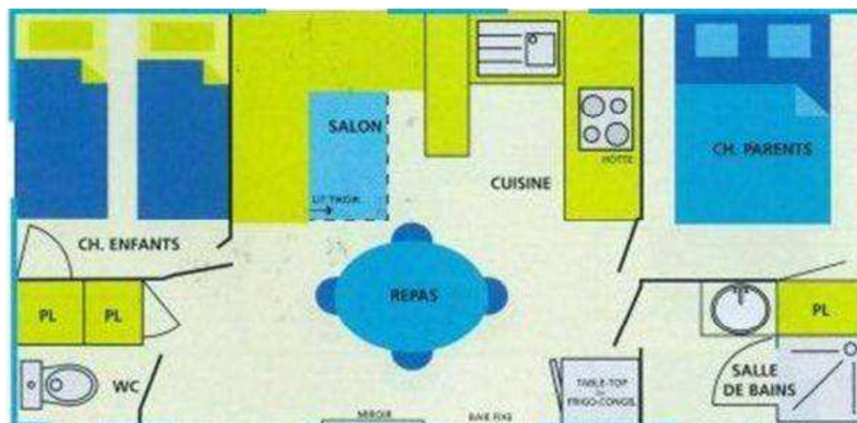 SALON
HOTTE
CH. PARENTS
CUISINE
LIT TIROIR
CH. ENFANTS
REPAS
PL
PL
PL
WC
SALLE
DE BAINS
TABLE-TOP
FRIGO-CONGEL
MIROIR
BAIE FIXE